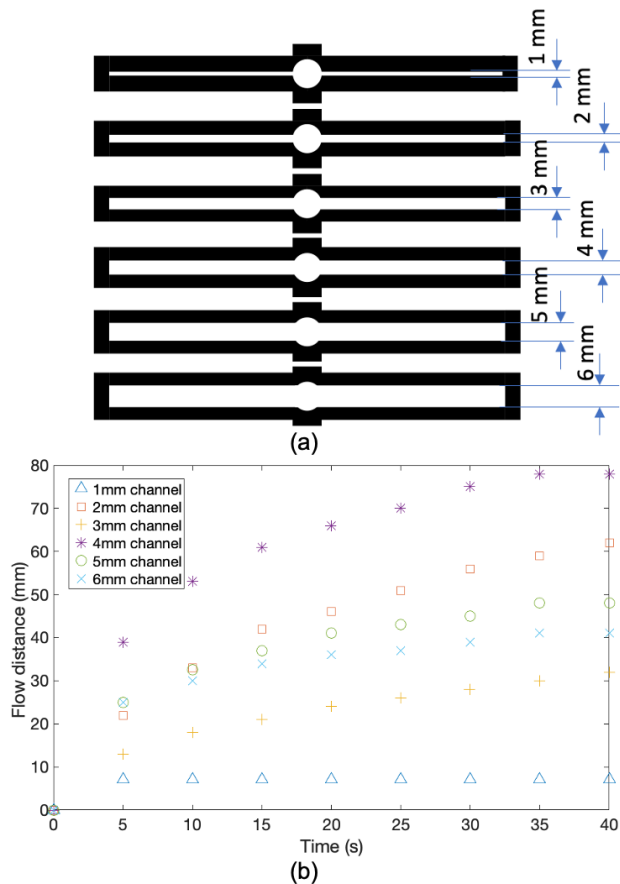 1 mm
2 mm
3 mm
4 mm
5 mm
6 mm
(a)
80
70
60
50
40
30
20
10
0
Flow distance (mm)
1mm channel
2mm channel
3mm channel
4mm channel
5mm channel
6mm channel
0 5 10 15 20 25 30 35 40
Time (s)
(b)